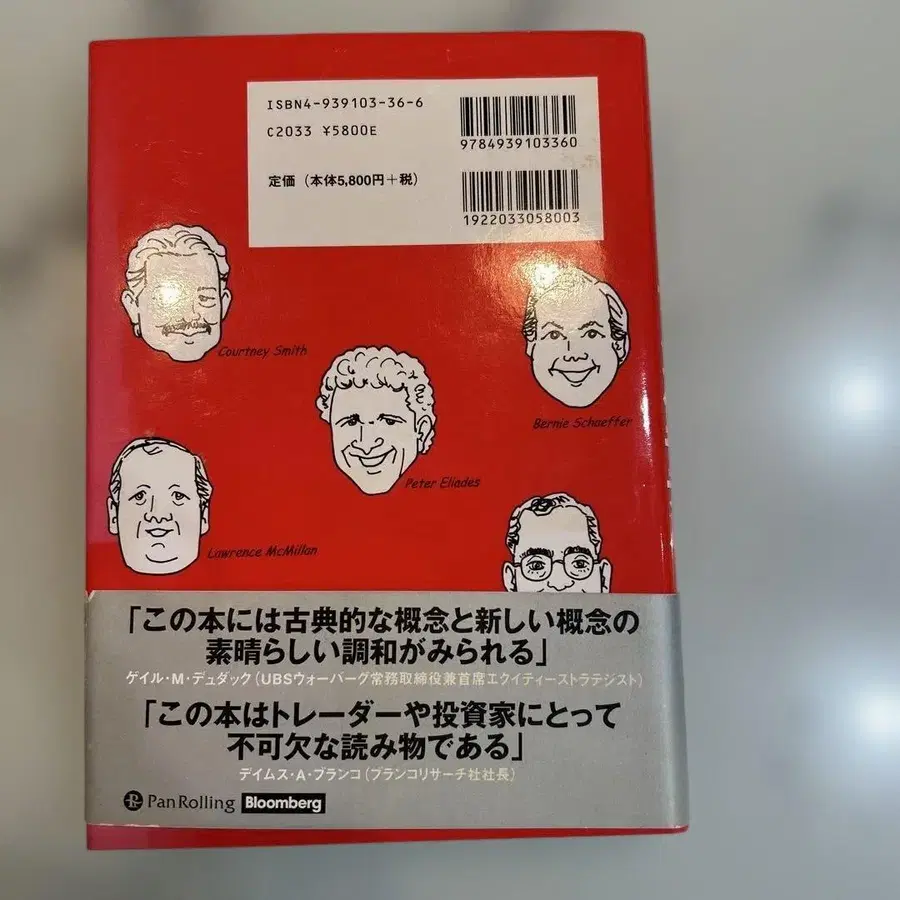 ISBN4-939103-36-6
C2033 ¥5800E
9784939103360
定価（本体5,800円＋税）
1922033058003
Courtney Smith
Bernie Schaeffer
Peter Eliades
Lawrence McMillan
「この本には古典的な概念と新しい概念の
素晴らしい調和がみられる」
ゲイル・M・デュダック（UBSウォーバーグ常務取締役兼首席エクイティーストラテジスト）
「この本はトレーダーや投資家にとって
不可欠な読み物である」
デイムス・A・ブランコ（ブランコリサーチ社社長）
PanRolling Bloomberg